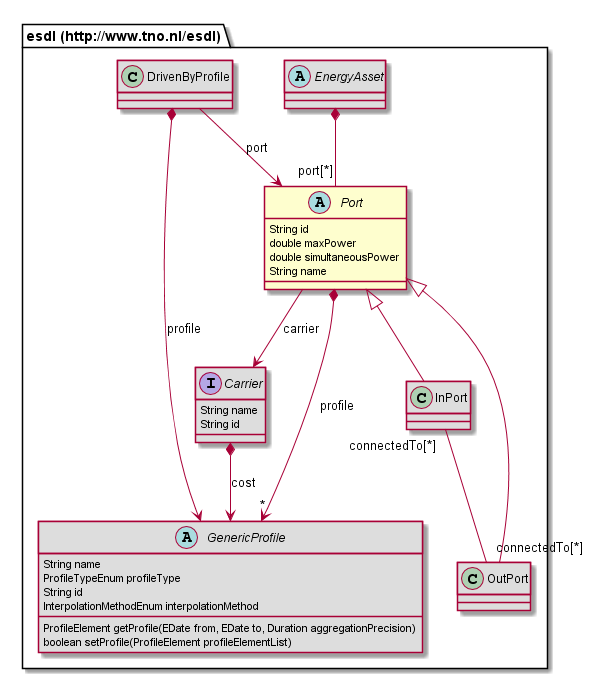 esdl (http://www.tno.nl/esdl)
C DrivenByProfile
A EnergyAsset
port
port[*]
A Port
String id
double maxPower
double simultaneousPower
String name
profile
carrier
I Carrier
String name
String id
profile
C InPort
connectedTo[*]
cost
*
A GenericProfile
String name
ProfileTypeEnum profileType
String id
InterpolationMethodEnum interpolationMethod
ProfileElement getProfile(EDate from, EDate to, Duration aggregationPrecision)
boolean setProfile(ProfileElement profileElementList)
connectedTo[*]
C OutPort